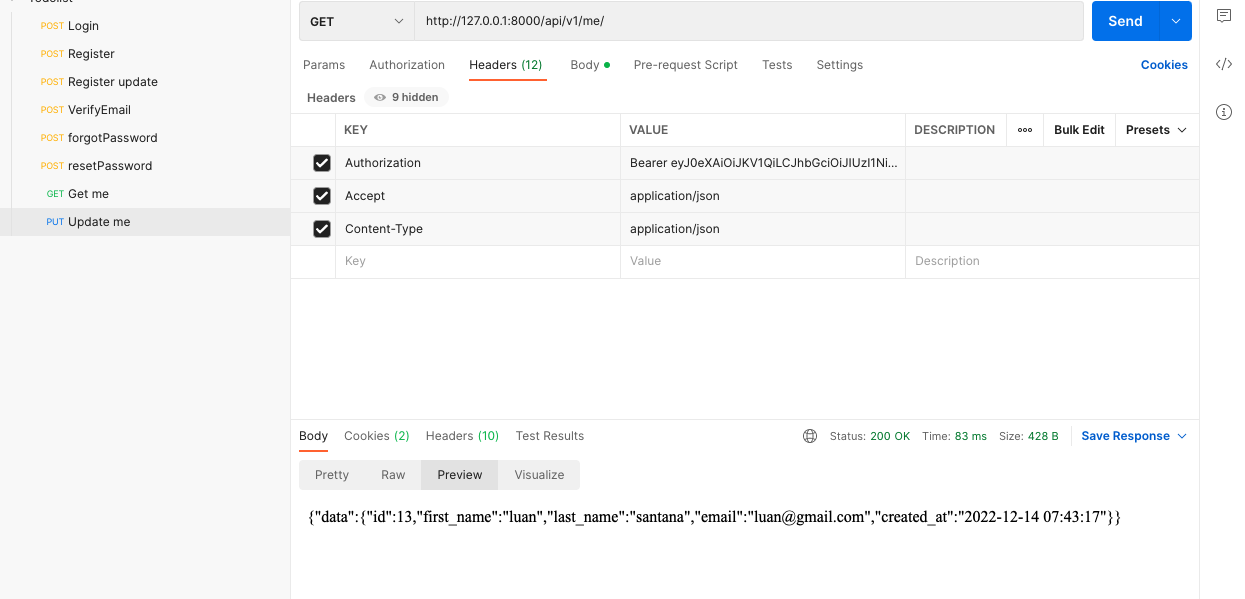 POST Login
POST Register
POST Register update
POST VerifyEmail
POST forgotPassword
POST resetPassword
GET Get me
PUT Update me
GET http://127.0.0.1:8000/api/v1/me/ Send
Params Authorization Headers (12) Body Pre-request Script Tests Settings Cookies
Headers 9 hidden
KEY VALUE DESCRIPTION Bulk Edit Presets
Authorization Bearer eyJ0eXAiOiJKV1QiLCJhbGciOiJIUzI1Ni...
Accept application/json
Content-Type application/json
Key Value Description
Body Cookies (2) Headers (10) Test Results Status: 200 OK Time: 83 ms Size: 428 B Save Response
Pretty Raw Preview Visualize
{"data":{"id":13,"first_name":"luan","last_name":"santana","email":"luan@gmail.com","created_at":"2022-12-14 07:43:17"}}